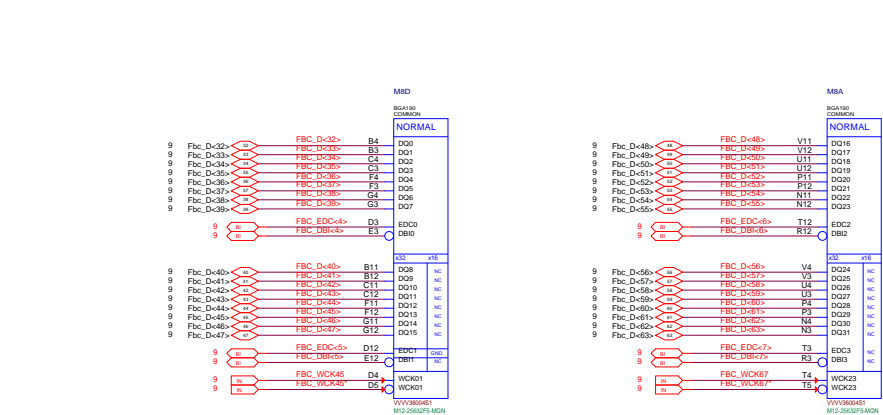 M8D
BGA190
COMMON
NORMAL
9 Fbc_D<32> 32 FBC_D<32> B4 DQ0
9 Fbc_D<33> 33 FBC_D<33> B3 DQ1
9 Fbc_D<34> 34 FBC_D<34> C4 DQ2
9 Fbc_D<35> 35 FBC_D<35> C3 DQ3
9 Fbc_D<36> 36 FBC_D<36> F4 DQ4
9 Fbc_D<37> 37 FBC_D<37> F3 DQ5
9 Fbc_D<38> 38 FBC_D<38> G4 DQ6
9 Fbc_D<39> 39 FBC_D<39> G3 DQ7
9 BI FBC_EDC<4> D3 EDC0
9 BI FBC_DBI<4> E3 DBI0
x32 x16
9 Fbc_D<40> 40 FBC_D<40> B11 DQ8 NC
9 Fbc_D<41> 41 FBC_D<41> B12 DQ9 NC
9 Fbc_D<42> 42 FBC_D<42> C11 DQ10 NC
9 Fbc_D<43> 43 FBC_D<43> C12 DQ11 NC
9 Fbc_D<44> 44 FBC_D<44> F11 DQ12 NC
9 Fbc_D<45> 45 FBC_D<45> F12 DQ13 NC
9 Fbc_D<46> 46 FBC_D<46> G11 DQ14 NC
9 Fbc_D<47> 47 FBC_D<47> G12 DQ15 NC
9 BI FBC_EDC<5> D12 EDC1 GND
9 BI FBC_DBI<5> E12 DBI1 NC
9 IN FBC_WCK45 D4 WCK01
9 IN FBC_WCK45* D5 WCK01
VVVV36004S1
M12-25632F5-MGN
M8A
BGA190
COMMON
NORMAL
9 Fbc_D<48> 48 FBC_D<48> V11 DQ16
9 Fbc_D<49> 49 FBC_D<49> V12 DQ17
9 Fbc_D<50> 50 FBC_D<50> U11 DQ18
9 Fbc_D<51> 51 FBC_D<51> U12 DQ19
9 Fbc_D<52> 52 FBC_D<52> P11 DQ20
9 Fbc_D<53> 53 FBC_D<53> P12 DQ21
9 Fbc_D<54> 54 FBC_D<54> N11 DQ22
9 Fbc_D<55> 55 FBC_D<55> N12 DQ23
9 BI FBC_EDC<6> T12 EDC2
9 BI FBC_DBI<6> R12 DBI2
x32 x16
9 Fbc_D<56> 56 FBC_D<56> V4 DQ24 NC
9 Fbc_D<57> 57 FBC_D<57> V3 DQ25 NC
9 Fbc_D<58> 58 FBC_D<58> U4 DQ26 NC
9 Fbc_D<59> 59 FBC_D<59> U3 DQ27 NC
9 Fbc_D<60> 60 FBC_D<60> P4 DQ28 NC
9 Fbc_D<61> 61 FBC_D<61> P3 DQ29 NC
9 Fbc_D<62> 62 FBC_D<62> N4 DQ30 NC
9 Fbc_D<63> 63 FBC_D<63> N3 DQ31 NC
9 BI FBC_EDC<7> T3 EDC3 NC
9 BI FBC_DBI<7> R3 DBI3 NC
9 IN FBC_WCK67 T4 WCK23
9 IN FBC_WCK67* T5 WCK23
VVVV36004S1
M12-25632F5-MGN